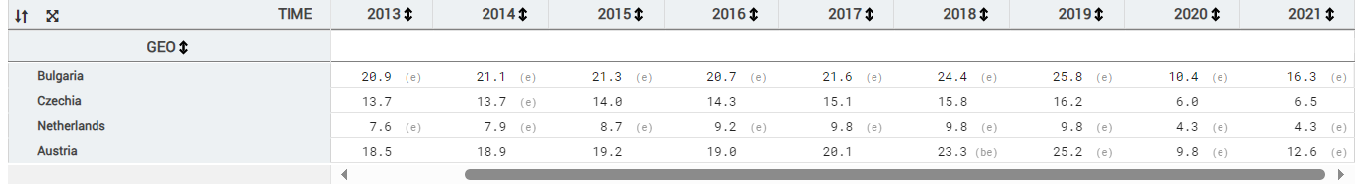 TIME 2013 2014 2015 2016 2017 2018 2019 2020 2021
GEO
Bulgaria 20.9 (e) 21.1 (e) 21.3 (e) 20.7 (e) 21.6 (e) 24.4 (e) 25.8 (e) 10.4 (e) 16.3 (e)
Czechia 13.7 13.7 (e) 14.0 14.3 15.1 15.8 16.2 6.0 6.5
Netherlands 7.6 (e) 7.9 (e) 8.7 (e) 9.2 (e) 9.8 (e) 9.8 (e) 9.8 (e) 4.3 (e) 4.3 (e)
Austria 18.5 18.9 19.2 19.0 20.1 23.3 (be) 25.2 (e) 9.8 (e) 12.6 (e)